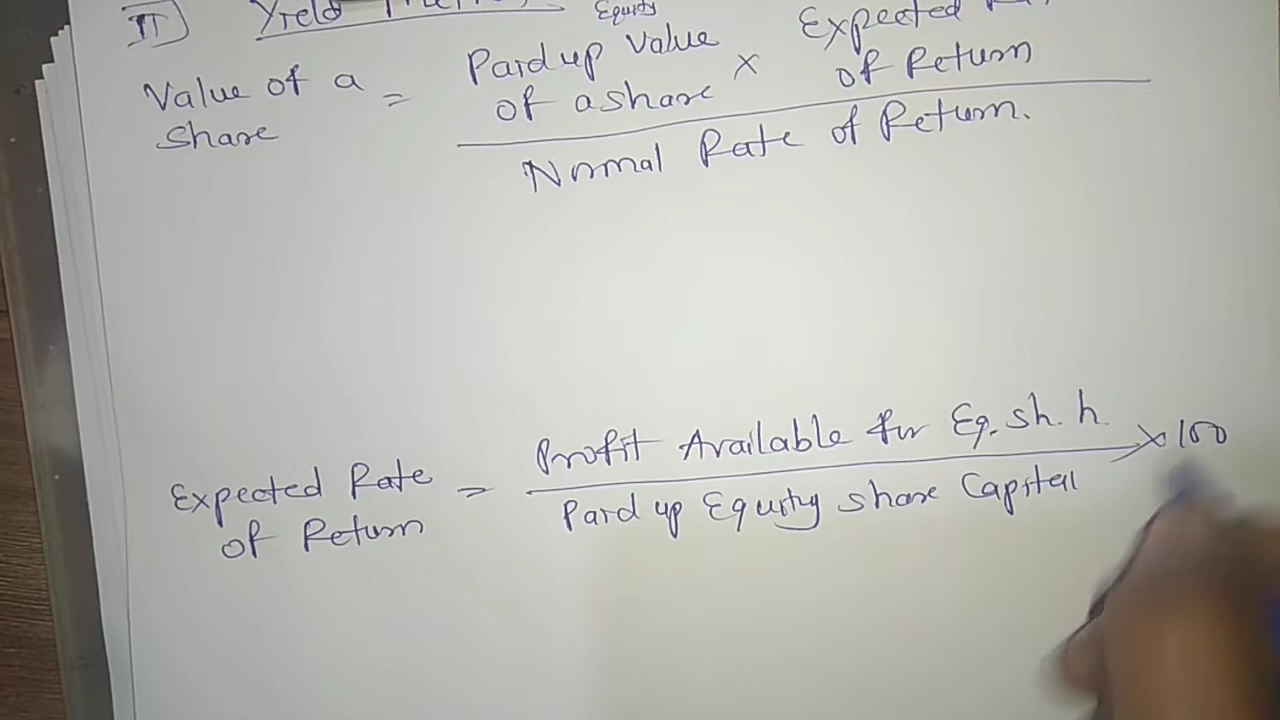 II) Yield
Equity
Value of a share = Paid up Value of a share × Expected of Return
Normal Rate of Return.
Expected Rate of Return = Profit Available for Eq. sh. h. × 100
Paid up Equity share Capital